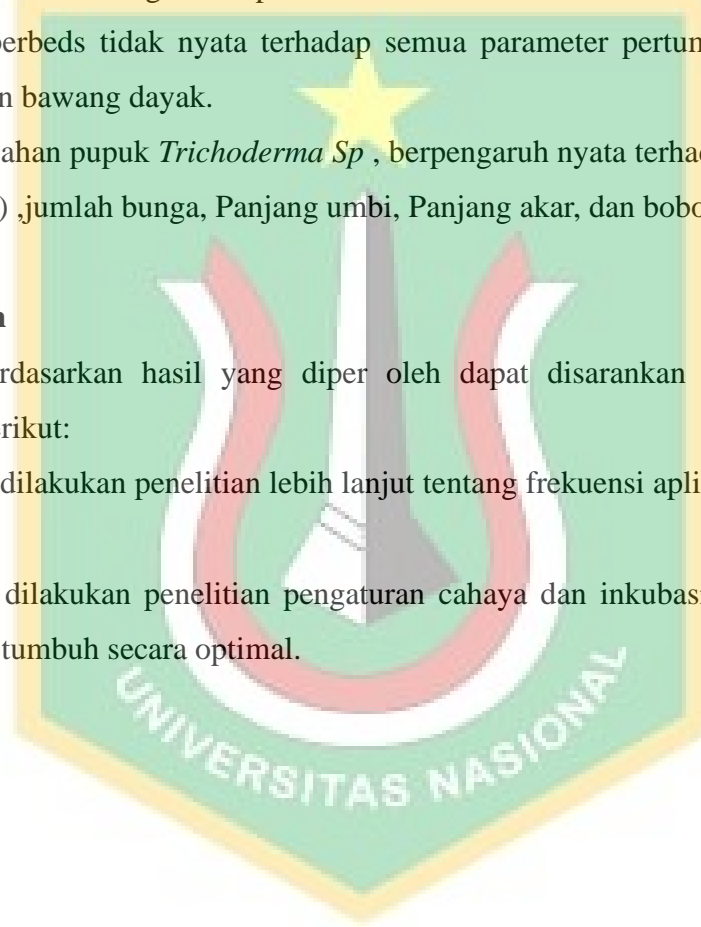 berbeds tidak nyata terhadap semua parameter pertum
n bawang dayak.
ahan pupuk Trichoderma Sp , berpengaruh nyata terhad
) ,jumlah bunga, Panjang umbi, Panjang akar, dan bobo
n
rdasarkan hasil yang diper oleh dapat disarankan
erikut:
dilakukan penelitian lebih lanjut tentang frekuensi apli
dilakukan penelitian pengaturan cahaya dan inkubasi
tumbuh secara optimal.
UNIVERSITAS NASIONAL